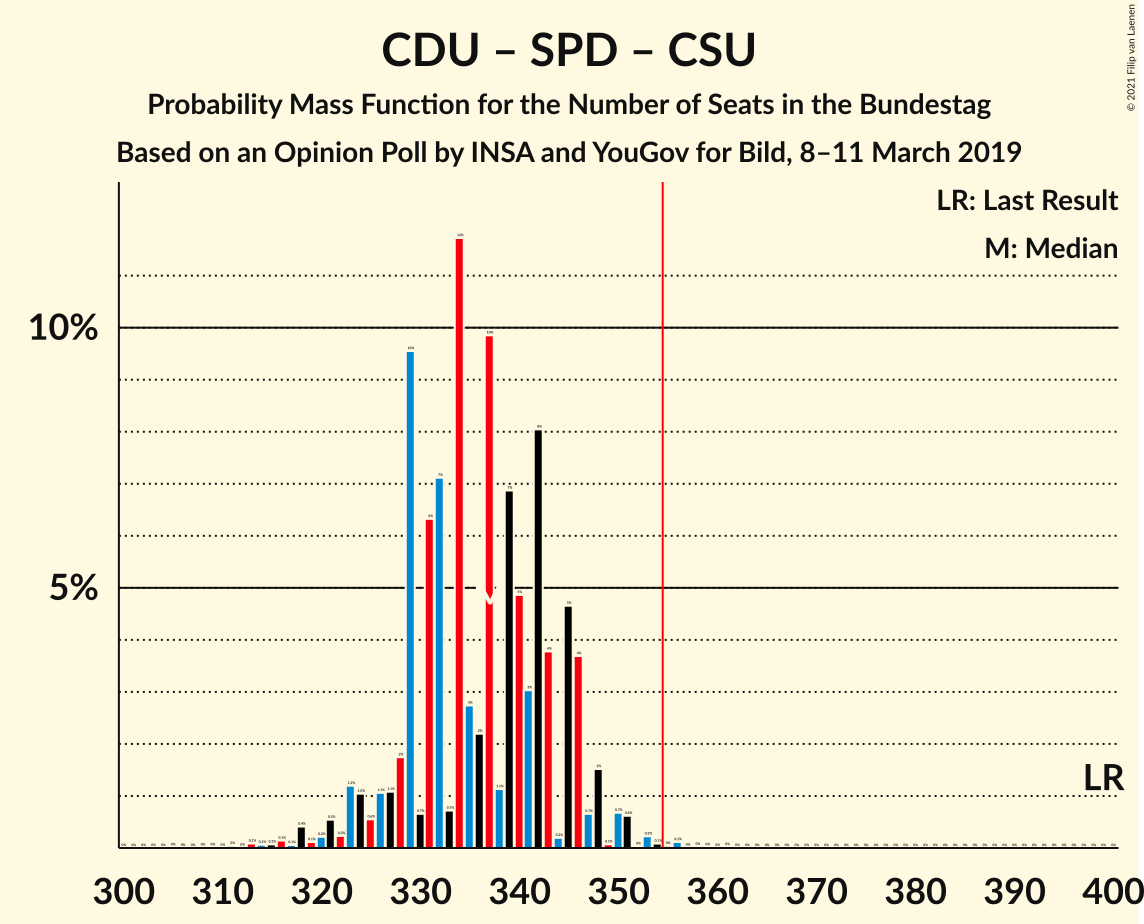 CDU – SPD – CSU
Probability Mass Function for the Number of Seats in the Bundestag
Based on an Opinion Poll by INSA and YouGov for Bild, 8–11 March 2019
© 2021 Filip van Laenen
LR: Last Result
M: Median
10%
5%
M
LR
300 310 320 330 340 350 360 370 380 390 400